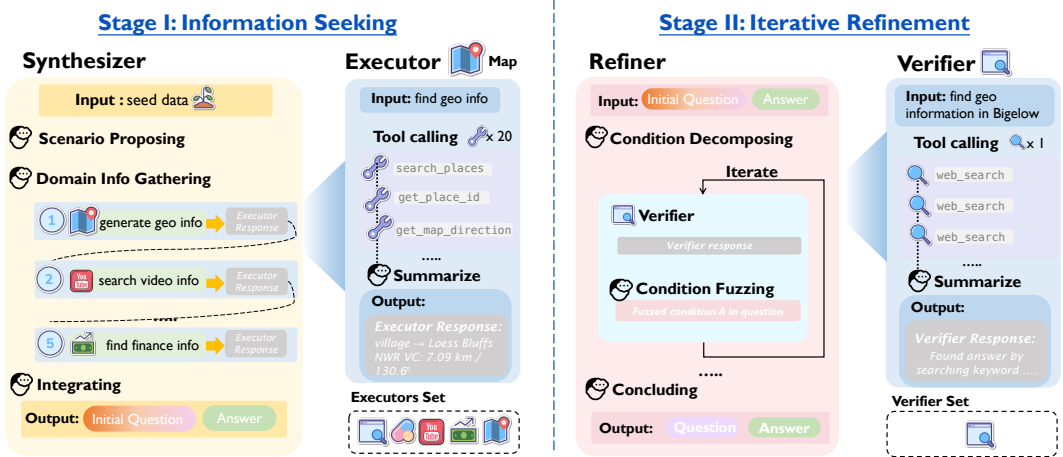 Stage I: Information Seeking
Synthesizer
Input : seed data
Scenario Proposing
Domain Info Gathering
1
generate geo info
Executor
Response
2
You
Tube
search video info
Executor
Response
.....
5
find finance info
Executor
Response
Integrating
Output:
Initial Question
Answer
Executor
Map
Input: find geo info
Tool calling
x 20
search_places
get_place_id
get_map_direction
.....
Summarize
Output:
Executor Response:
village → Loess Bluffs
NWR VC: 7.09 km /
130.6°
Executors Set
You
Tube
Stage II: Iterative Refinement
Refiner
Input:
Initial Question
Answer
Condition Decomposing
Iterate
Verifier
Verifier response
Condition Fuzzing
Fuzzed condition A in question
.....
Concluding
Output:
Question
Answer
Verifier
Input: find geo
information in Bigelow
Tool calling
x 1
web_search
web_search
web_search
.....
Summarize
Output:
Verifier Response:
Found answer by
searching keyword ....
Verifier Set